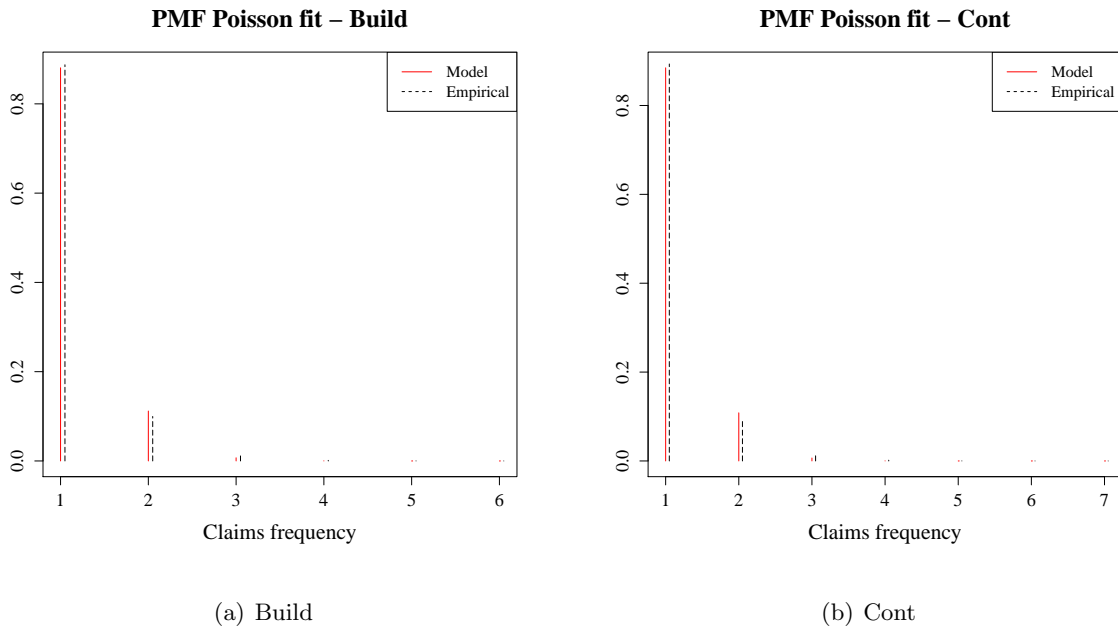 PMF Poisson fit – Build
Model
Empirical
0.8
0.6
0.4
0.2
0.0
1 2 3 4 5 6
Claims frequency
(a) Build
PMF Poisson fit – Cont
Model
Empirical
0.8
0.6
0.4
0.2
0.0
1 2 3 4 5 6 7
Claims frequency
(b) Cont